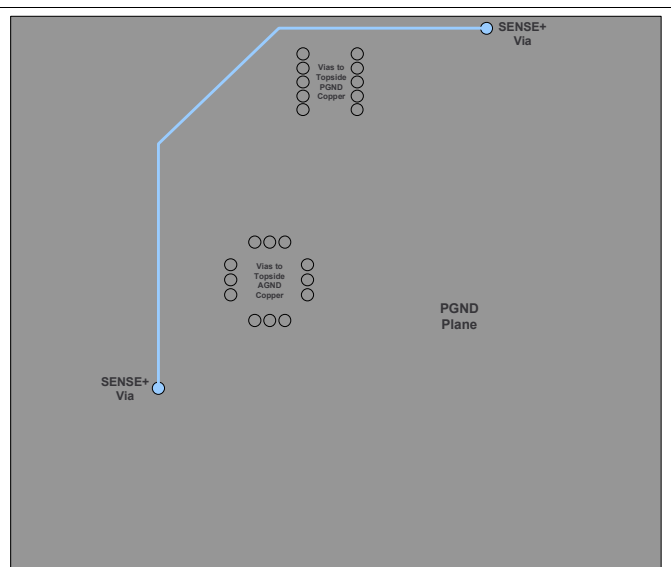 SENSE+
Via
Vias to
Topside
PGND
Copper
Vias to
Topside
AGND
Copper
PGND
Plane
SENSE+
Via